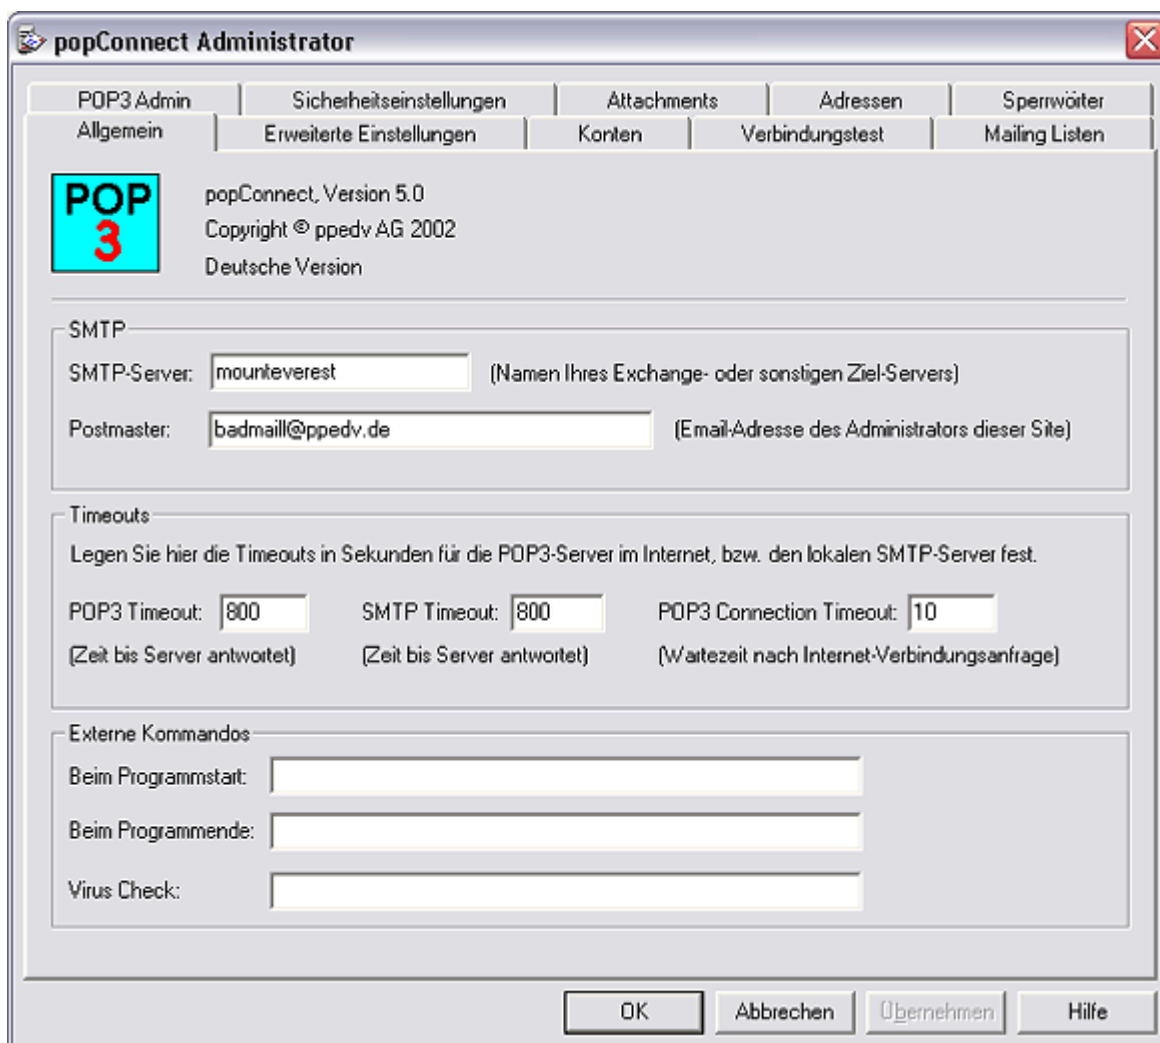 popConnect Administrator
POP3 Admin Sicherheitseinstellungen Attachments Adressen Sperrwörter
Allgemein Erweiterte Einstellungen Konten Verbindungstest Mailing Listen
POP
3
popConnect, Version 5.0
Copyright © ppedv AG 2002
Deutsche Version
SMTP
SMTP-Server: mounteverest (Namen Ihres Exchange- oder sonstigen Ziel-Servers)
Postmaster: badmaill@ppedv.de (Email-Adresse des Administrators dieser Site)
Timeouts
Legen Sie hier die Timeouts in Sekunden für die POP3-Server im Internet, bzw. den lokalen SMTP-Server fest.
POP3 Timeout: 800 SMTP Timeout: 800 POP3 Connection Timeout: 10
(Zeit bis Server antwortet) (Zeit bis Server antwortet) (Wartezeit nach Internet-Verbindungsanfrage)
Externe Kommandos
Beim Programmstart:
Beim Programmende:
Virus Check:
OK Abbrechen Übernehmen Hilfe